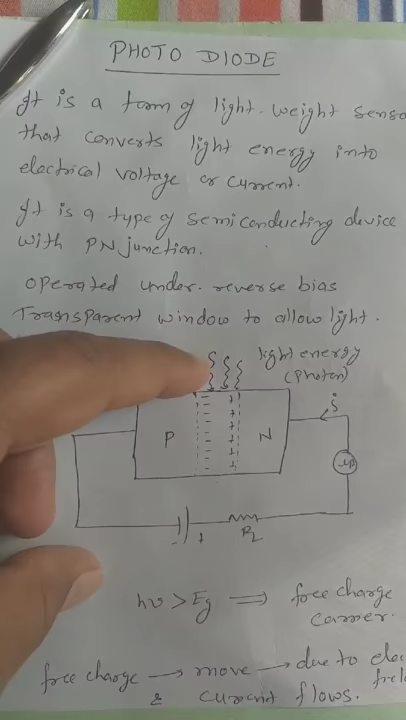 PHOTO DIODE
It is a form of light-weight senso
that converts light energy into
electrical voltage or current.
It is a type of semiconducting device
with PN junction.
operated under reverse bias
Transparent window to allow light.
light energy
(Photon)
i
- +
- +
- +
P - + N
- +
- +
μA
- +
RL
hν > Eg ⟹ free charge
carrier.
free charge → move → due to elec
& current flows. field